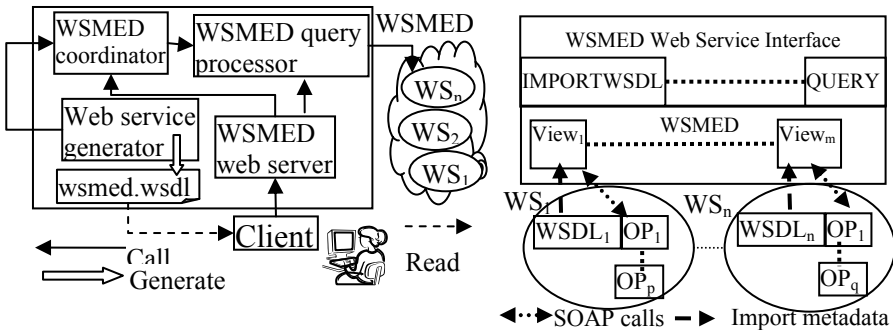 WSMED
coordinator
WSMED query
processor
WSMED
WSn
WS2
WS1
Web service
generator
WSMED
web server
wsmed.wsdl
Client
Call
Generate
Read
WSMED Web Service Interface
IMPORTWSDL
QUERY
View1
WSMED
Viewm
WS1
WSn
WSDL1
OP1
OPp
WSDLn
OP1
OPq
SOAP calls
Import metadata